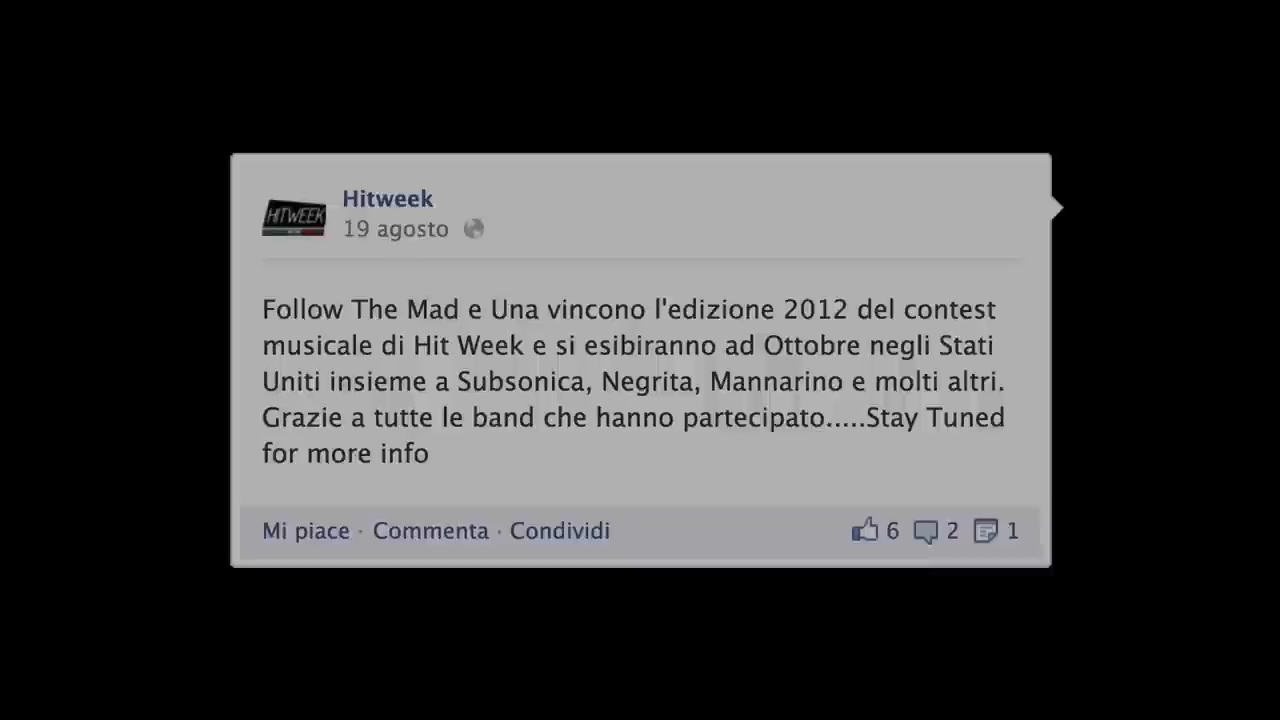 HITWEEK
Hitweek
19 agosto
Follow The Mad e Una vincono l'edizione 2012 del contest
musicale di Hit Week e si esibiranno ad Ottobre negli Stati
Uniti insieme a Subsonica, Negrita, Mannarino e molti altri.
Grazie a tutte le band che hanno partecipato.....Stay Tuned
for more info
Mi piace · Commenta · Condividi 6 2 1